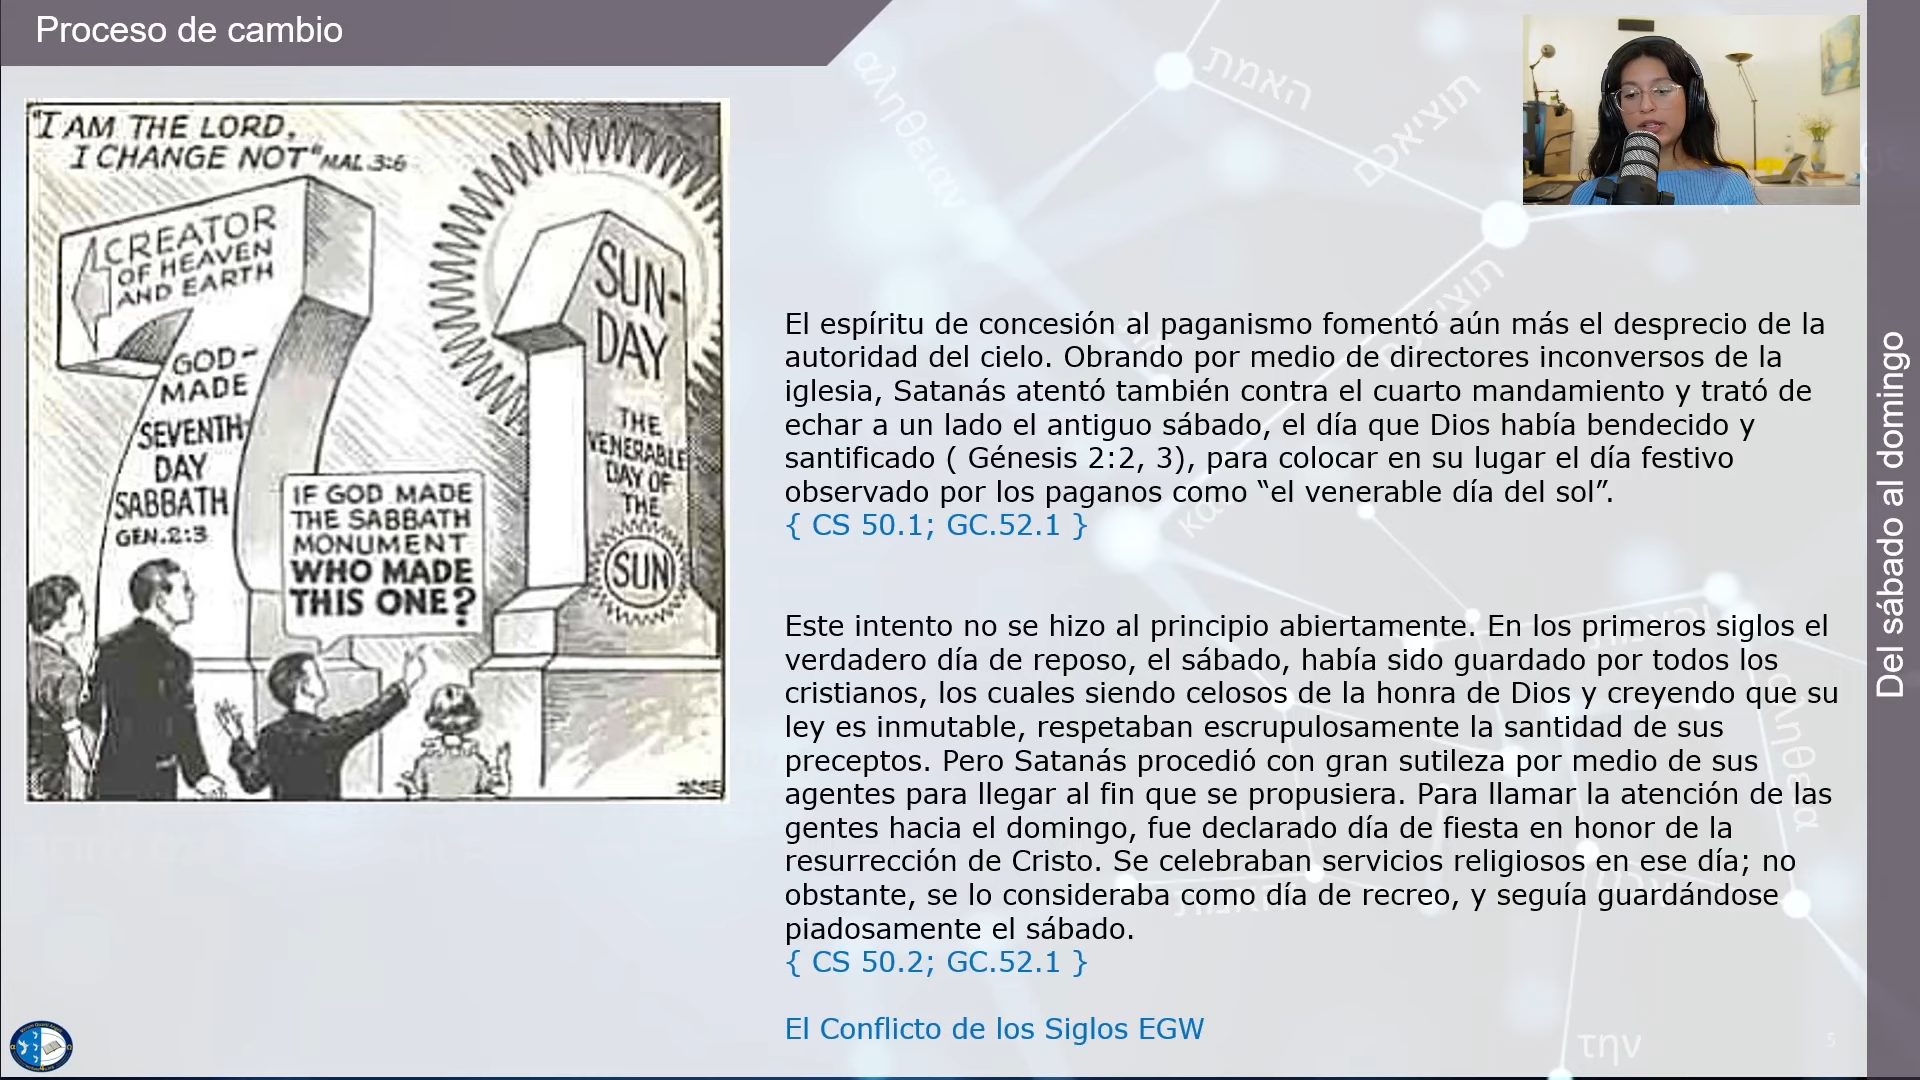 Proceso de cambio
"I AM THE LORD,
I CHANGE NOT" MAL 3:6
CREATOR
OF HEAVEN
AND EARTH
GOD-
MADE
SEVENTH
DAY
SABBATH
GEN.2:3
IF GOD MADE
THE SABBATH
MONUMENT
WHO MADE
THIS ONE?
SUN-
DAY
THE
VENERABLE
DAY OF
THE
SUN
El espíritu de concesión al paganismo fomentó aún más el desprecio de la
autoridad del cielo. Obrando por medio de directores inconversos de la
iglesia, Satanás atentó también contra el cuarto mandamiento y trató de
echar a un lado el antiguo sábado, el día que Dios había bendecido y
santificado ( Génesis 2:2, 3), para colocar en su lugar el día festivo
observado por los paganos como “el venerable día del sol”.
{ CS 50.1; GC.52.1 }
Este intento no se hizo al principio abiertamente. En los primeros siglos el
verdadero día de reposo, el sábado, había sido guardado por todos los
cristianos, los cuales siendo celosos de la honra de Dios y creyendo que su
ley es inmutable, respetaban escrupulosamente la santidad de sus
preceptos. Pero Satanás procedió con gran sutileza por medio de sus
agentes para llegar al fin que se propusiera. Para llamar la atención de las
gentes hacia el domingo, fue declarado día de fiesta en honor de la
resurrección de Cristo. Se celebraban servicios religiosos en ese día; no
obstante, se lo consideraba como día de recreo, y seguía guardándose
piadosamente el sábado.
{ CS 50.2; GC.52.1 }
El Conflicto de los Siglos EGW
Del sábado al domingo
האמת
αληθειαν
την
5